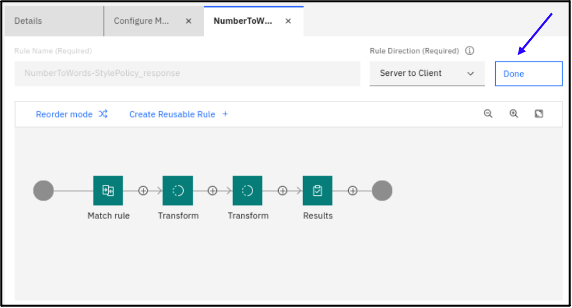 Details
Configure M...
NumberToW...
Rule Name (Required)
Rule Direction (Required)
NumberToWords-StylePolicy_response
Server to Client
Done
Reorder mode
Create Reusable Rule +
Match rule
Transform
Transform
Results